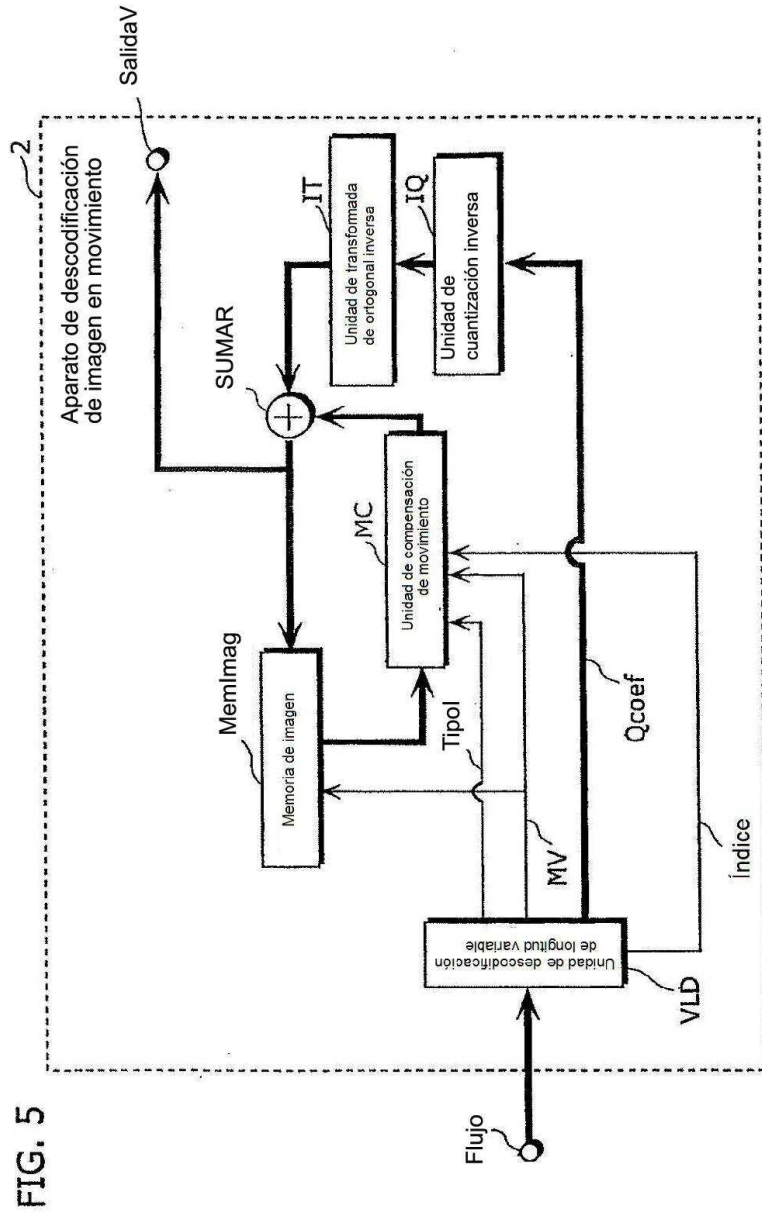 FIG. 5
2
Aparato de descodificación
de imagen en movimiento
SalidaV
SUMAR
IT
Unidad de transformada
de ortogonal inversa
IQ
Unidad de
cuantización inversa
MC
Unidad de compensación
de movimiento
MemImag
Memoria de imagen
TipoI
MV
Qcoef
Índice
Unidad de descodificación
de longitud variable
VLD
Flujo